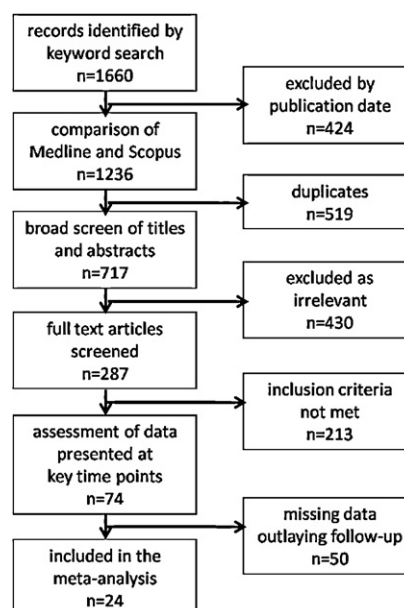 records identified by
keyword search
n=1660
excluded by
publication date
n=424
comparison of
Medline and Scopus
n=1236
duplicates
n=519
broad screen of titles
and abstracts
n=717
excluded as
irrelevant
n=430
full text articles
screened
n=287
inclusion criteria
not met
n=213
assessment of data
presented at
key time points
n=74
missing data
outlaying follow-up
n=50
included in the
meta-analysis
n=24